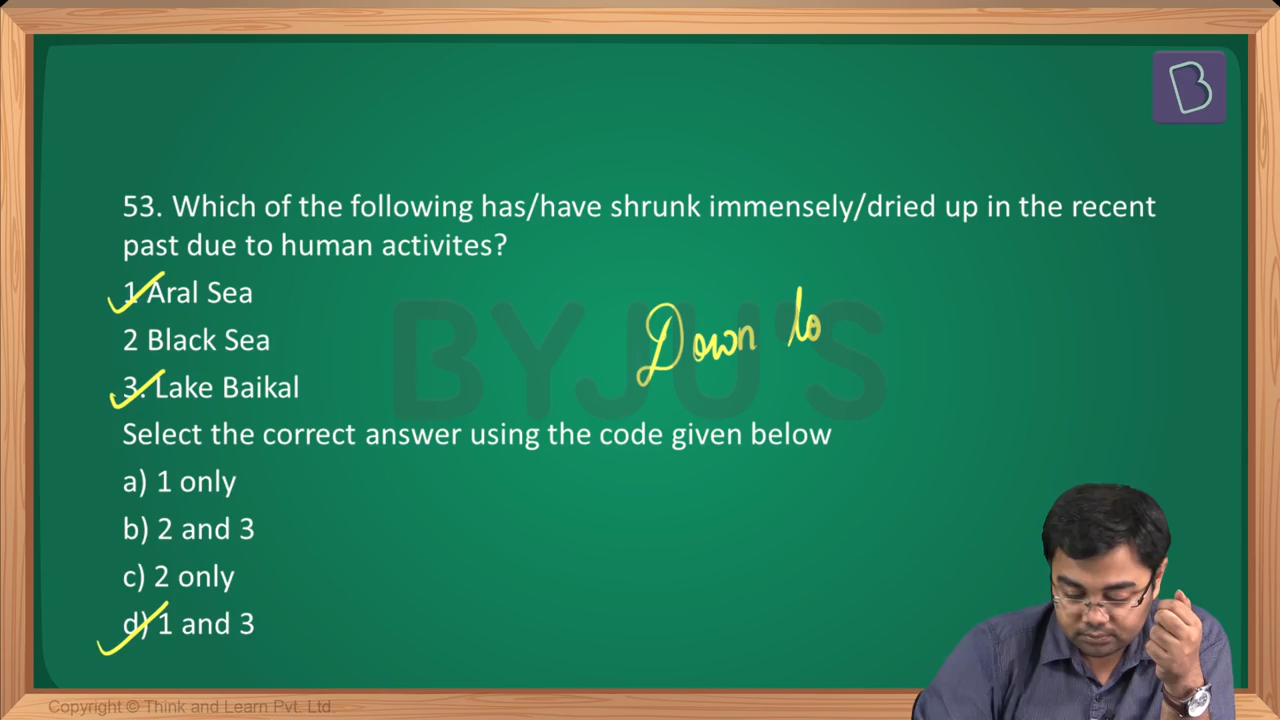 53. Which of the following has/have shrunk immensely/dried up in the recent
past due to human activites?
1 Aral Sea
2 Black Sea
3. Lake Baikal
Down to
BYJU'S
Select the correct answer using the code given below
a) 1 only
b) 2 and 3
c) 2 only
d) 1 and 3
B
Copyright © Think and Learn Pvt. Ltd.